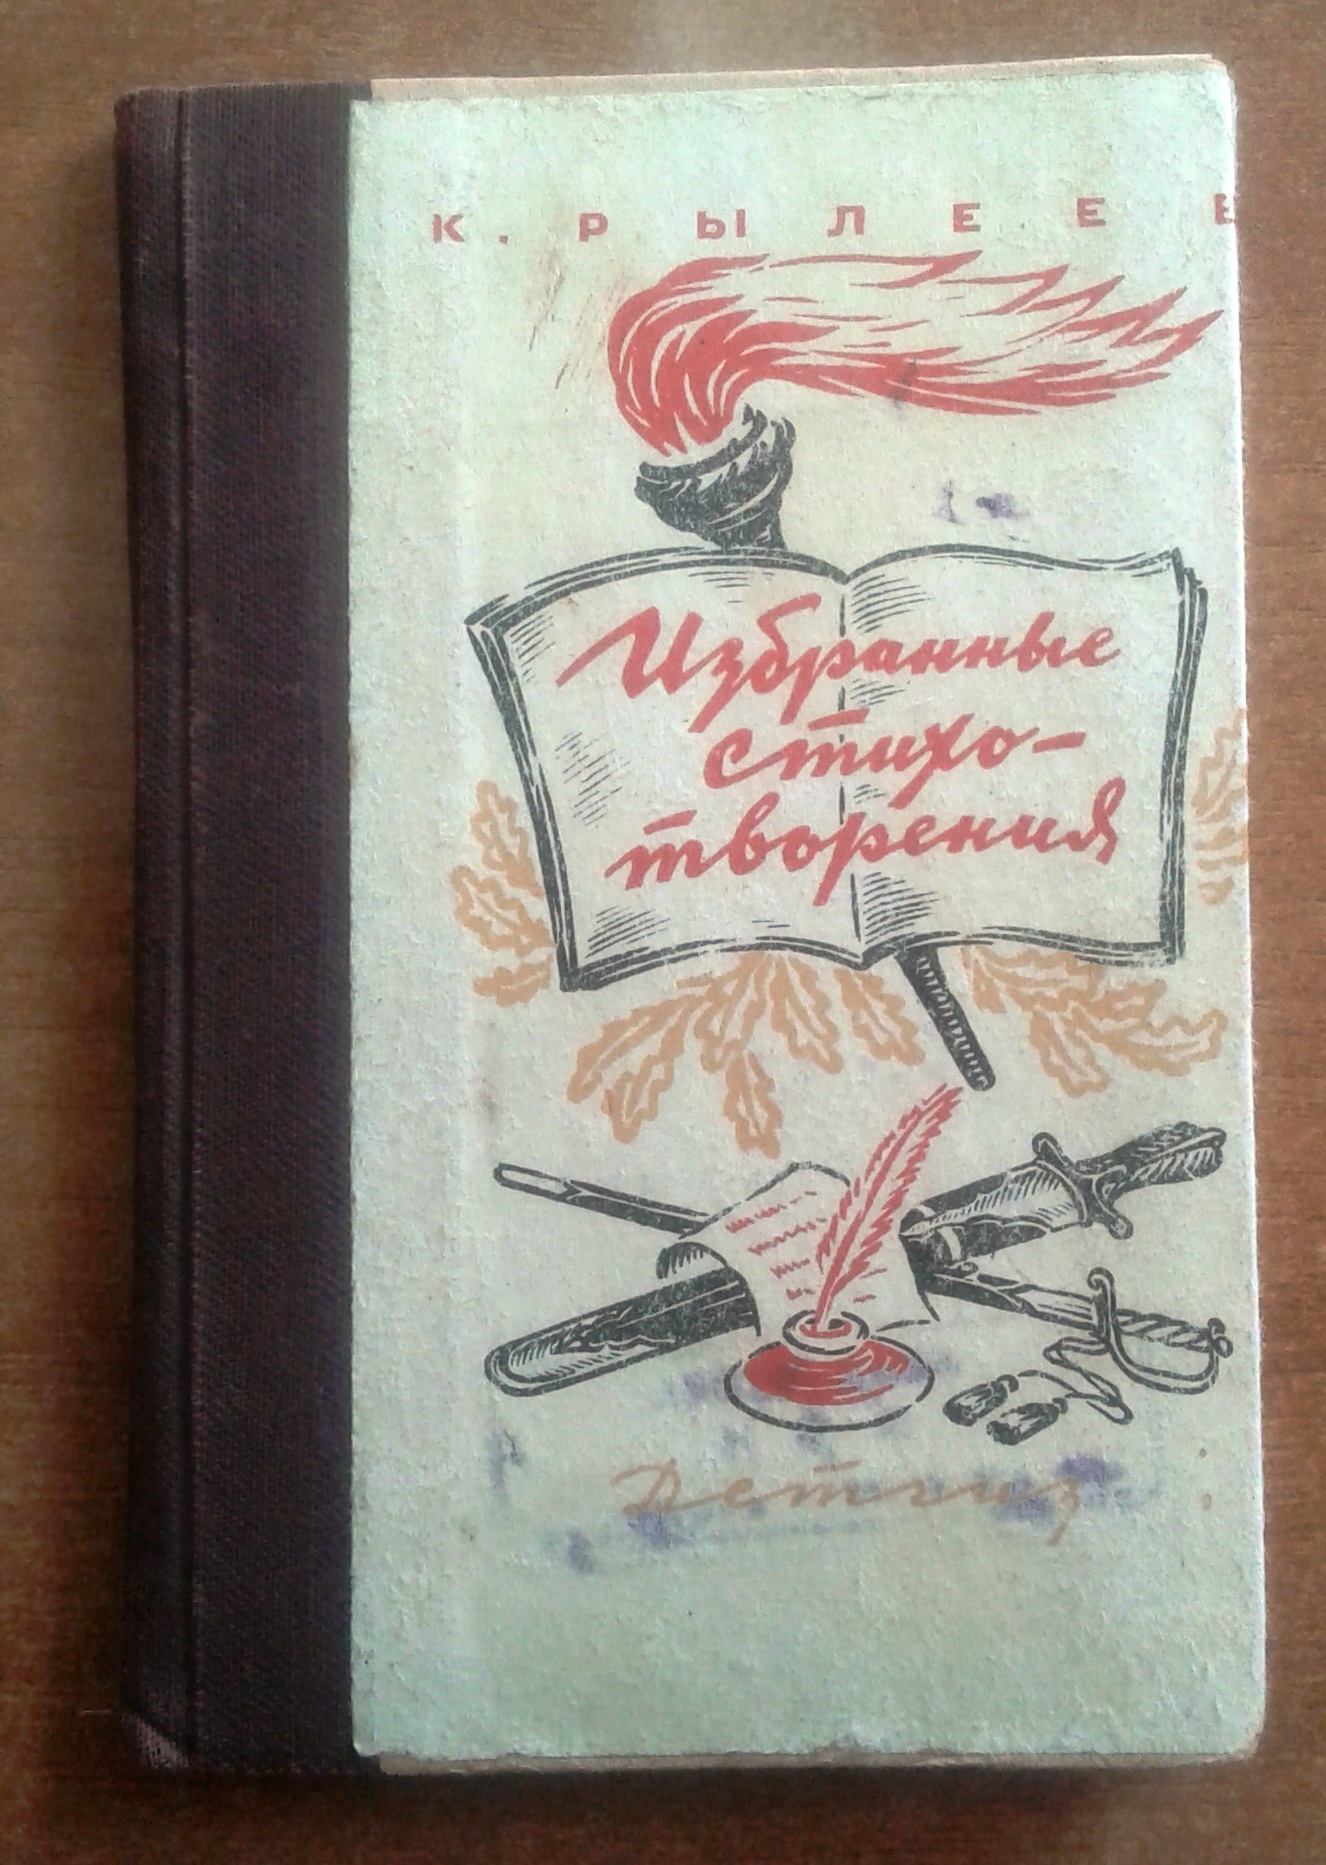 К. РЫЛЕЕВ
Избранные
стихо-
творения
Детгиз